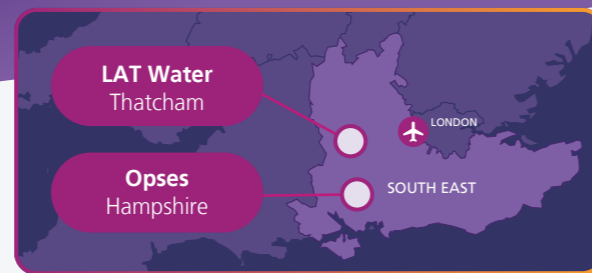 LAT Water
Thatcham
LONDON
Opses
Hampshire
SOUTH EAST